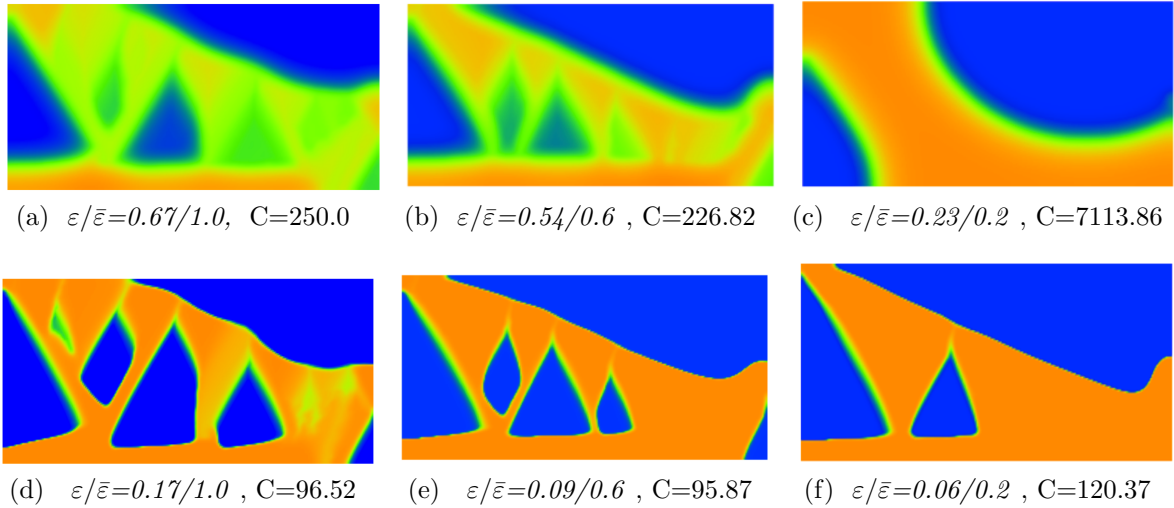 (a) ε/ε̄=0.67/1.0, C=250.0
(b) ε/ε̄=0.54/0.6 , C=226.82
(c) ε/ε̄=0.23/0.2 , C=7113.86
(d) ε/ε̄=0.17/1.0 , C=96.52
(e) ε/ε̄=0.09/0.6 , C=95.87
(f) ε/ε̄=0.06/0.2 , C=120.37